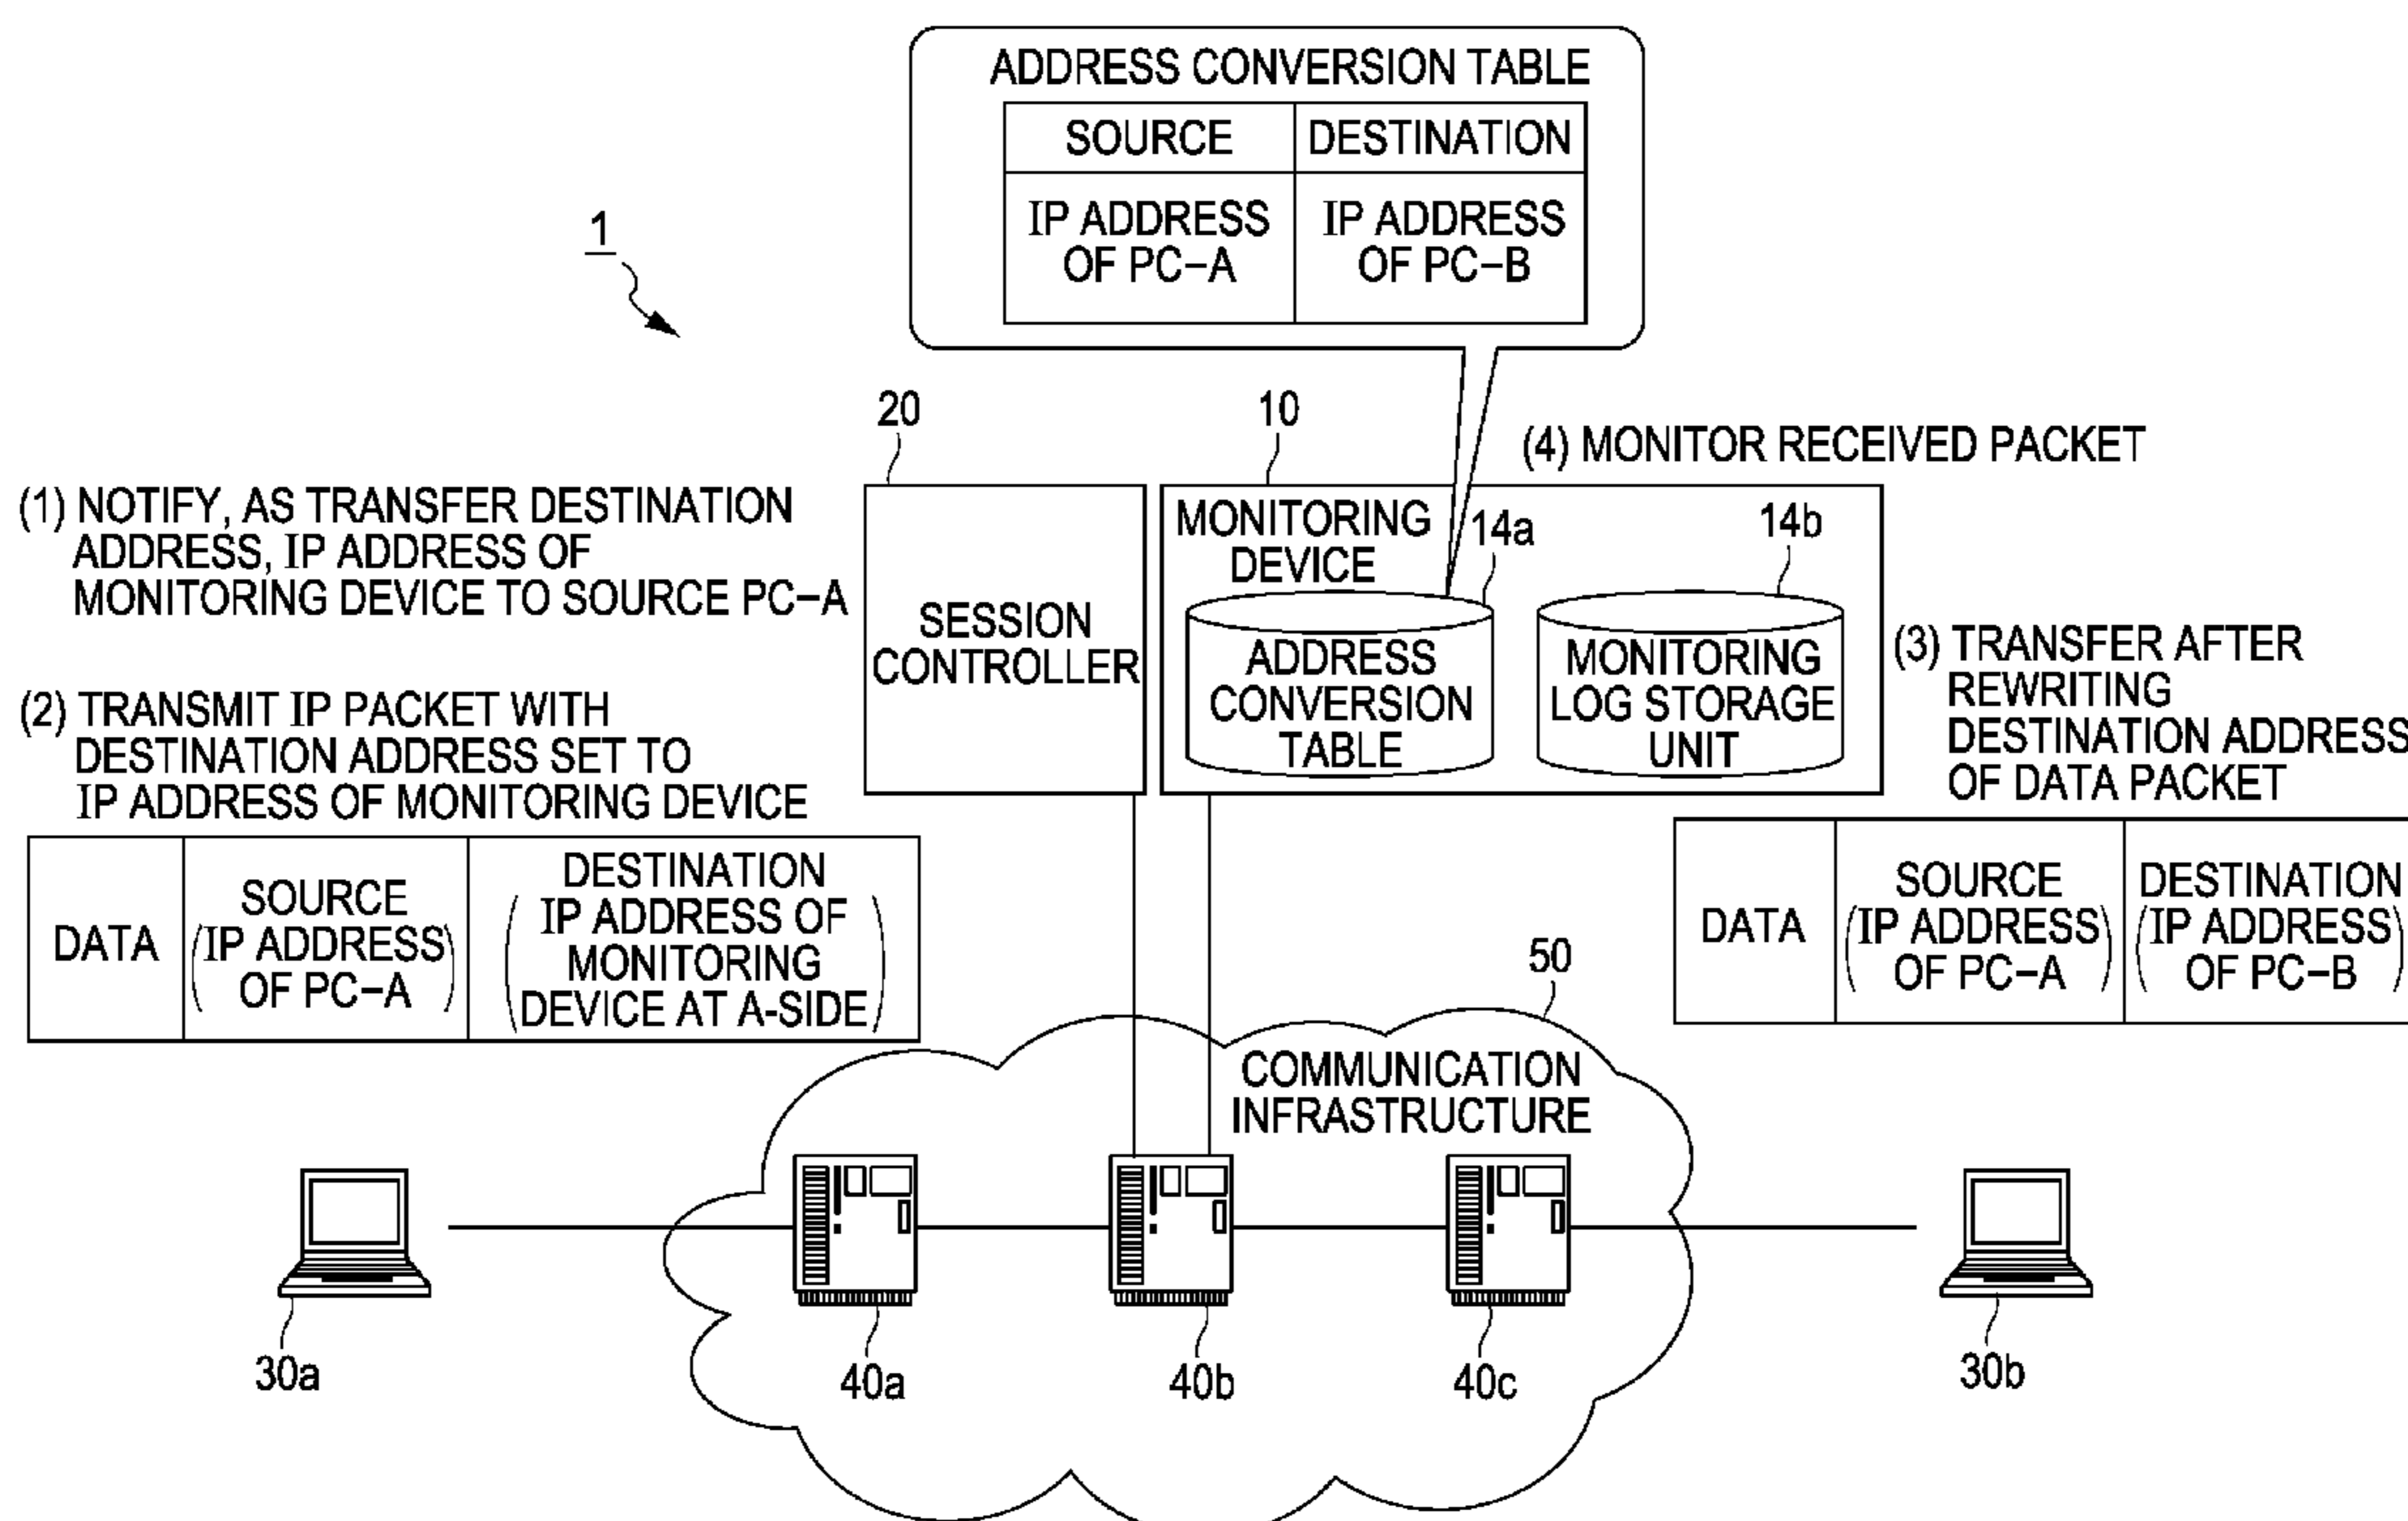 ADDRESS CONVERSION TABLE
SOURCE
DESTINATION
IP ADDRESS
OF PC-A
IP ADDRESS
OF PC-B
1
20
10
(4) MONITOR RECEIVED PACKET
(1) NOTIFY, AS TRANSFER DESTINATION
ADDRESS, IP ADDRESS OF
MONITORING DEVICE TO SOURCE PC-A
SESSION
CONTROLLER
MONITORING
DEVICE
14a
14b
ADDRESS
CONVERSION
TABLE
MONITORING
LOG STORAGE
UNIT
(3) TRANSFER AFTER
REWRITING
DESTINATION ADDRESS
OF DATA PACKET
(2) TRANSMIT IP PACKET WITH
DESTINATION ADDRESS SET TO
IP ADDRESS OF MONITORING DEVICE
DATA
SOURCE
(IP ADDRESS
OF PC-A)
DESTINATION
(IP ADDRESS OF
MONITORING
DEVICE AT A-SIDE)
DATA
SOURCE
(IP ADDRESS
OF PC-A)
DESTINATION
(IP ADDRESS
OF PC-B)
50
COMMUNICATION
INFRASTRUCTURE
30a
40a
40b
40c
30b